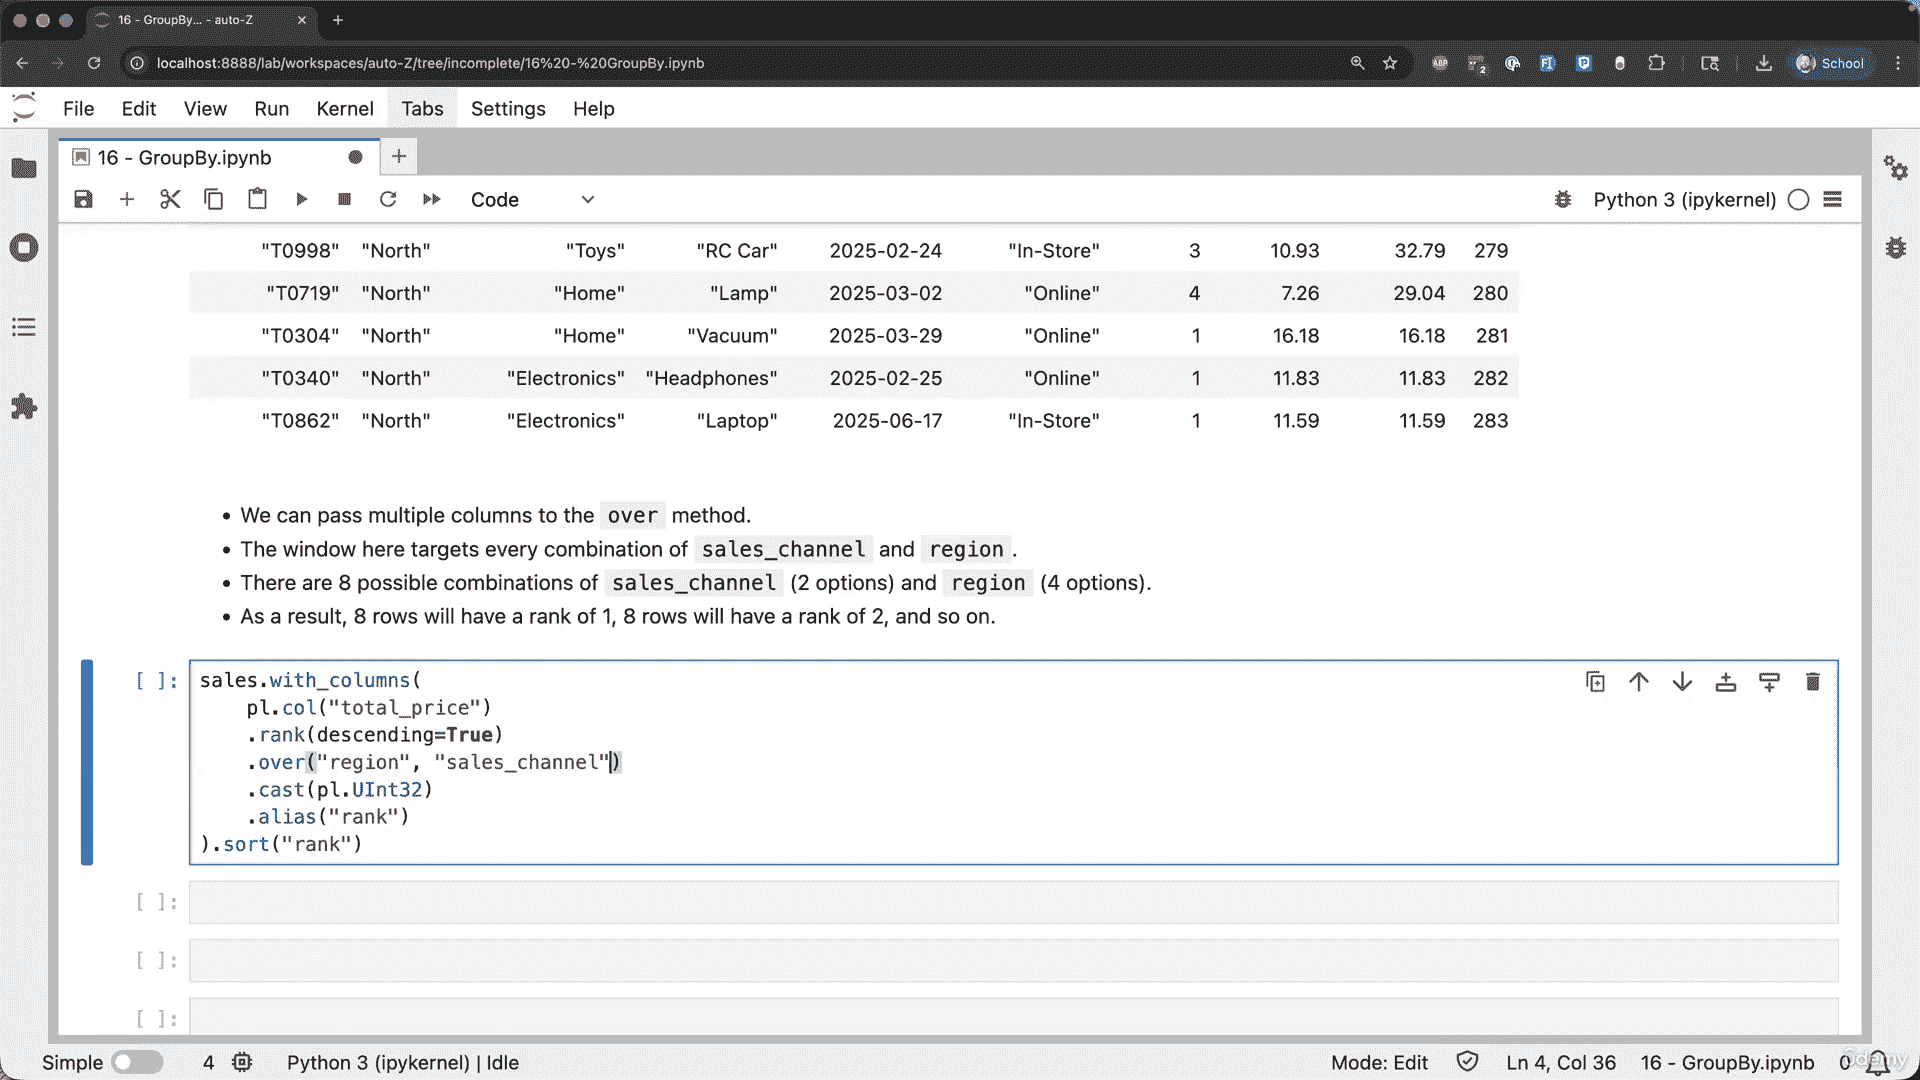 16 - GroupBy... - auto-Z
localhost:8888/lab/workspaces/auto-Z/tree/incomplete/16%20-%20GroupBy.ipynb
ABP
2
School
File Edit View Run Kernel Tabs Settings Help
16 - GroupBy.ipynb
Code
Python 3 (ipykernel)
"T0998" "North" "Toys" "RC Car" 2025-02-24 "In-Store" 3 10.93 32.79 279
"T0719" "North" "Home" "Lamp" 2025-03-02 "Online" 4 7.26 29.04 280
"T0304" "North" "Home" "Vacuum" 2025-03-29 "Online" 1 16.18 16.18 281
"T0340" "North" "Electronics" "Headphones" 2025-02-25 "Online" 1 11.83 11.83 282
"T0862" "North" "Electronics" "Laptop" 2025-06-17 "In-Store" 1 11.59 11.59 283
• We can pass multiple columns to the over method.
• The window here targets every combination of sales_channel and region.
• There are 8 possible combinations of sales_channel (2 options) and region (4 options).
• As a result, 8 rows will have a rank of 1, 8 rows will have a rank of 2, and so on.
[ ]: sales.with_columns(
pl.col("total_price")
.rank(descending=True)
.over("region", "sales_channel")
.cast(pl.UInt32)
.alias("rank")
).sort("rank")
[ ]:
[ ]:
[ ]:
Simple 4 Python 3 (ipykernel) | Idle Mode: Edit Ln 4, Col 36 16 - GroupBy.ipynb 0
ûdemy